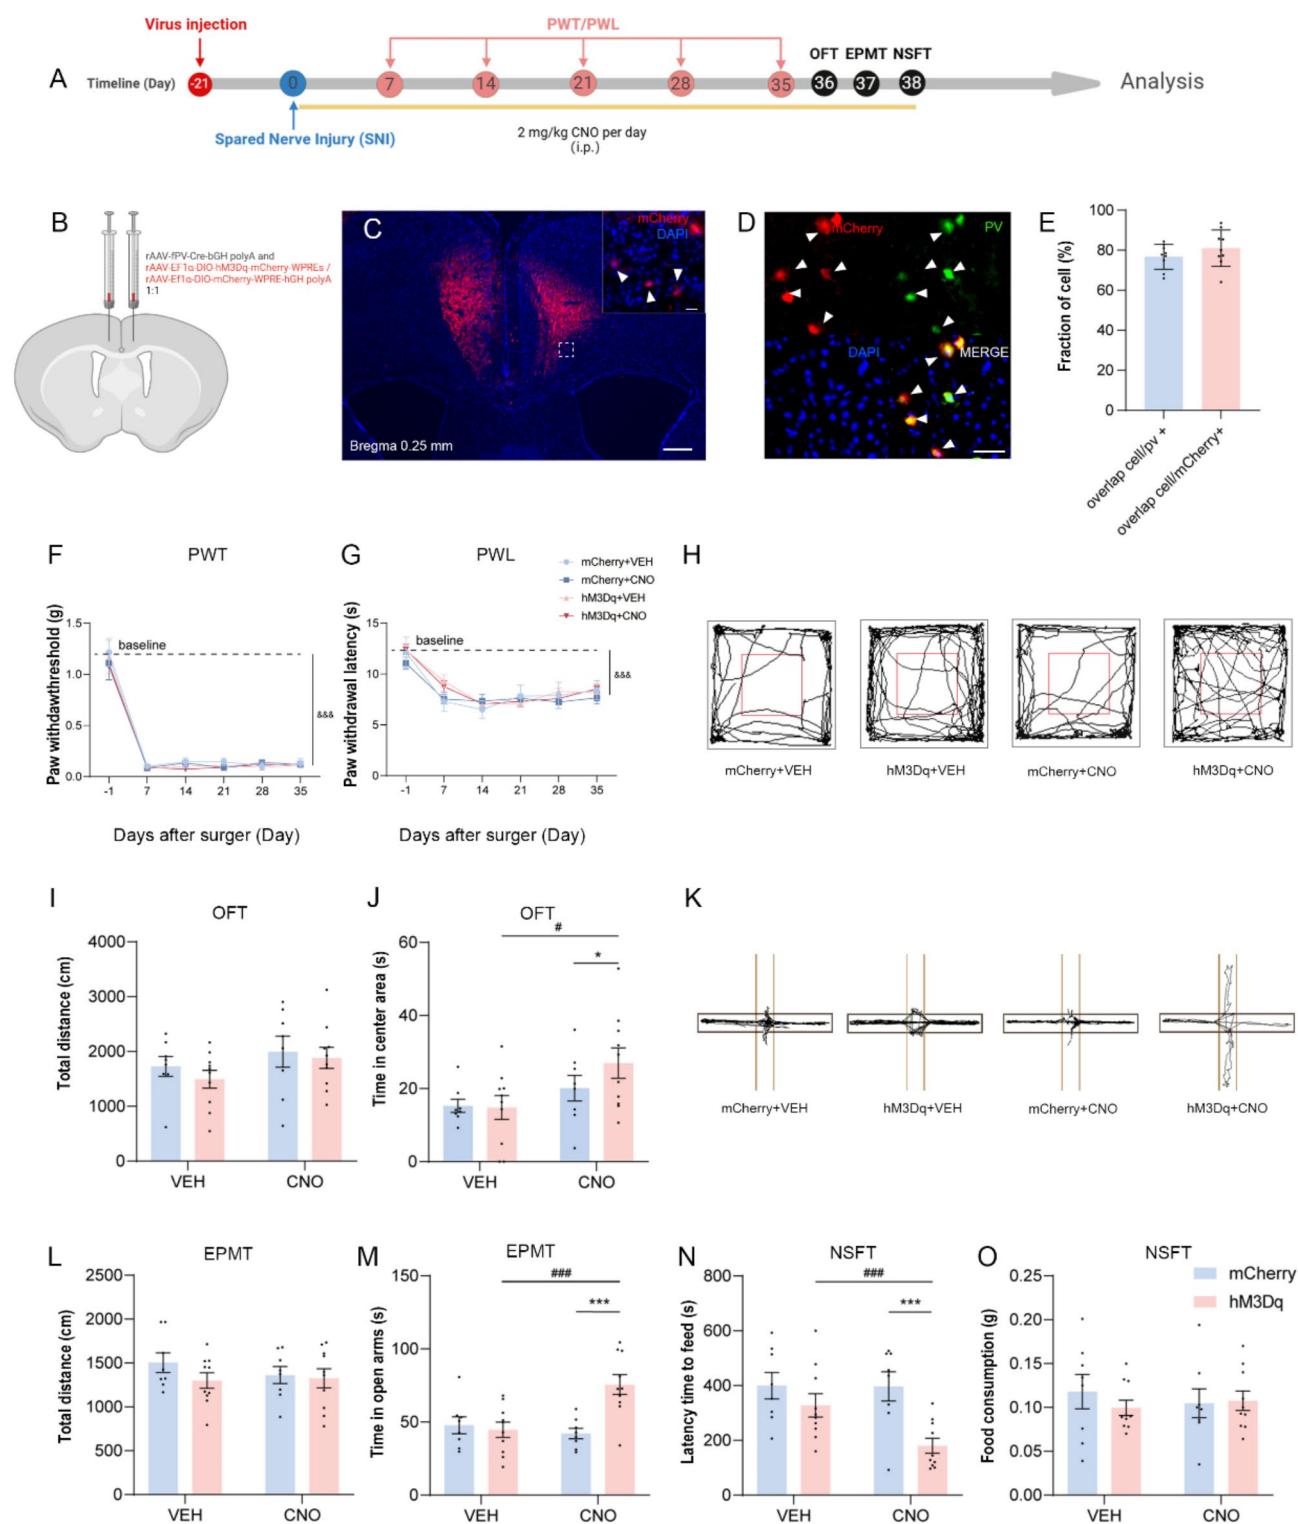 Virus injection
PWT/PWL
OFT EPMT NSFT
A
Timeline (Day)
-21
0
7
14
21
28
35
36
37
38
Analysis
Spared Nerve Injury (SNI)
2 mg/kg CNO per day
(i.p.)
B
rAAV-fPV-Cre-bGH polyA and
rAAV-EF1α-DIO-hM3Dq-mCherry-WPREs /
rAAV-Ef1α-DIO-mCherry-WPRE-hGH polyA
1:1
C
mCherry
DAPI
Bregma 0.25 mm
D
mCherry
PV
DAPI
MERGE
E
Fraction of cell (%)
100
80
60
40
20
0
overlap cell/pv +
overlap cell/mCherry+
F
PWT
Paw withdawthreshold (g)
1.5
1.0
0.5
0.0
baseline
&&&
-1 7 14 21 28 35
Days after surger (Day)
G
PWL
Paw withdrawal latency (s)
15
10
5
0
baseline
&&&
-1 7 14 21 28 35
Days after surger (Day)
mCherry+VEH
mCherry+CNO
hM3Dq+VEH
hM3Dq+CNO
H
mCherry+VEH
hM3Dq+VEH
mCherry+CNO
hM3Dq+CNO
I
OFT
Total distance (cm)
4000
3000
2000
1000
0
VEH
CNO
J
OFT
Time in center area (s)
60
40
20
0
#
*
VEH
CNO
K
mCherry+VEH
hM3Dq+VEH
mCherry+CNO
hM3Dq+CNO
L
EPMT
Total distance (cm)
2500
2000
1500
1000
500
0
VEH
CNO
M
EPMT
Time in open arms (s)
150
100
50
0
###
***
VEH
CNO
N
NSFT
Latency time to feed (s)
800
600
400
200
0
###
***
VEH
CNO
O
NSFT
Food consumption (g)
0.25
0.20
0.15
0.10
0.05
0.00
mCherry
hM3Dq
VEH
CNO